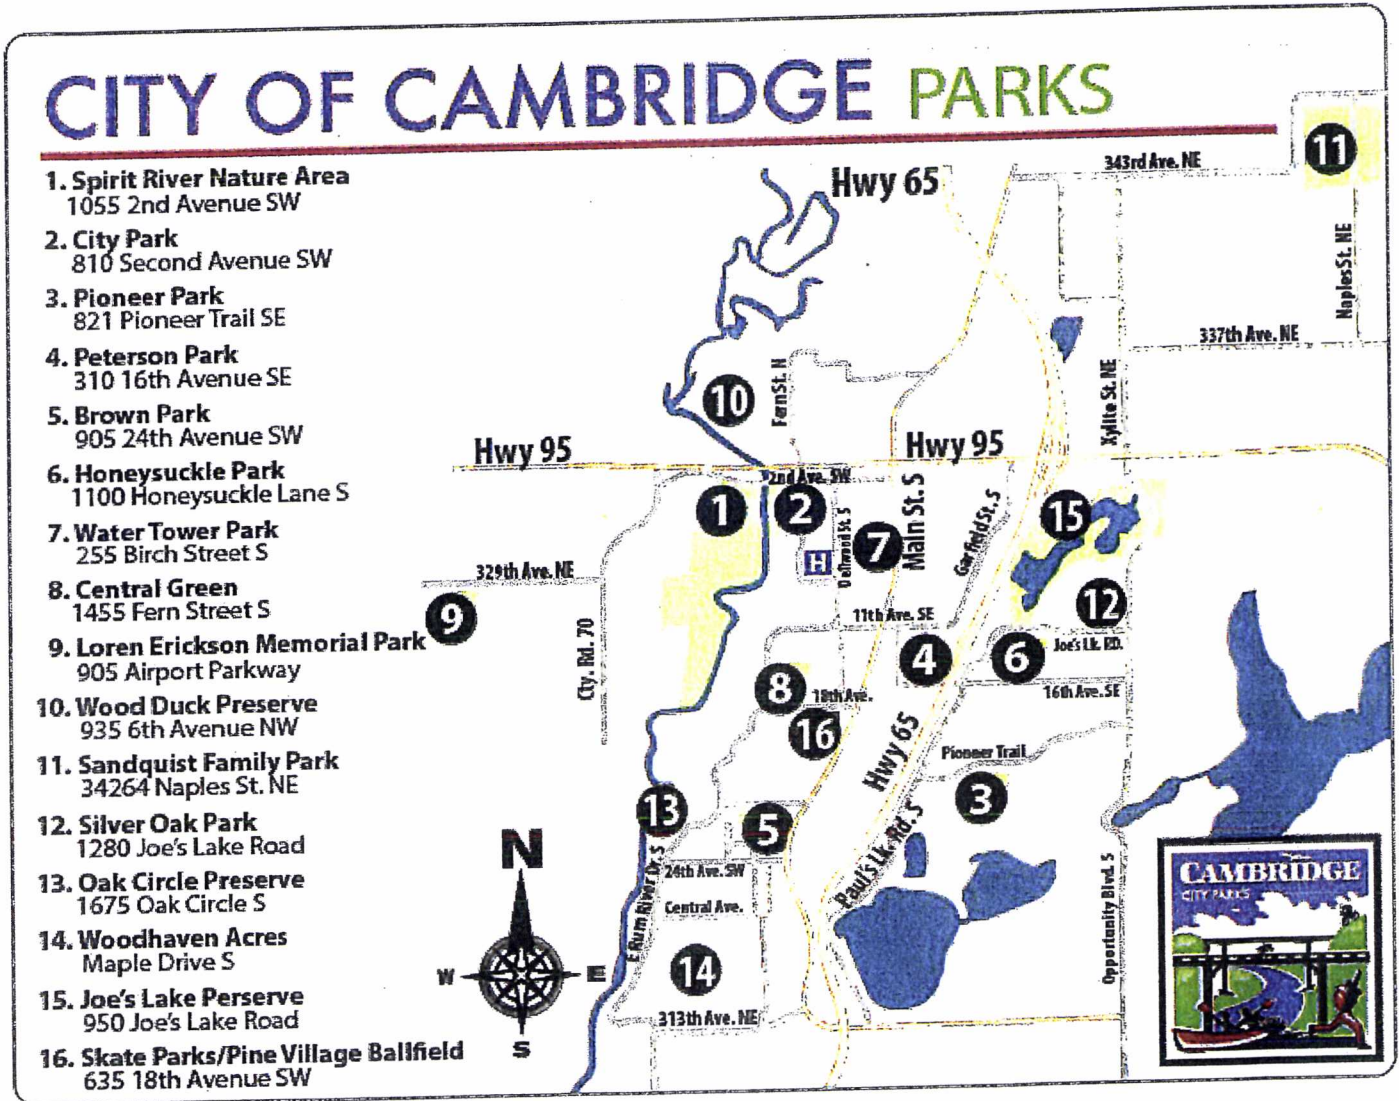 CITY OF CAMBRIDGE PARKS
1. Spirit River Nature Area
1055 2nd Avenue SW
2. City Park
810 Second Avenue SW
3. Pioneer Park
821 Pioneer Trail SE
4. Peterson Park
310 16th Avenue SE
5. Brown Park
905 24th Avenue SW
6. Honeysuckle Park
1100 Honeysuckle Lane S
7. Water Tower Park
255 Birch Street S
8. Central Green
1455 Fern Street S
9. Loren Erickson Memorial Park
905 Airport Parkway
10. Wood Duck Preserve
935 6th Avenue NW
11. Sandquist Family Park
34264 Naples St. NE
12. Silver Oak Park
1280 Joe's Lake Road
13. Oak Circle Preserve
1675 Oak Circle S
14. Woodhaven Acres
Maple Drive S
15. Joe's Lake Perserve
950 Joe's Lake Road
16. Skate Parks/Pine Village Ballfield
635 18th Avenue SW
Hwy 65
343rd Ave. NE
11
Naples St. NE
337th Ave. NE
Xylite St. NE
Fern St. N
10
Hwy 95
Hwy 95
2nd Ave. SW
1
2
H
Dellwood St. S
7
Main St. S
Garfield St. S
15
12
329th Ave. NE
9
Cty. Rd. 70
11th Ave. SE
4
6
Joe's Lk. RD.
16th Ave. SE
8
18th Ave.
16
Hwy 65
Pioneer Trail
3
13
5
Paul's Lk. Rd. S
24th Ave. SW
Central Ave.
E Rum River Dr. S
14
313th Ave. NE
Opportunity Blvd. S
N
W
E
S
CAMBRIDGE
CITY PARKS